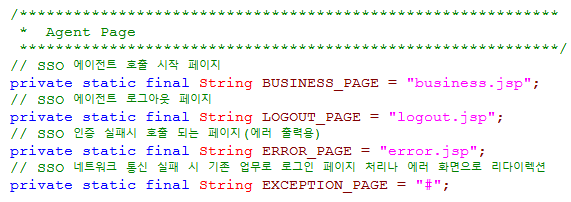 /************************************************************
 *  Agent Page
 ************************************************************/
// SSO 에이전트 호출 시작 페이지
private static final String BUSINESS_PAGE = "business.jsp";
// SSO 에이전트 로그아웃 페이지
private static final String LOGOUT_PAGE = "logout.jsp";
// SSO 인증 실패시 호출 되는 페이지(에러 출력용)
private static final String ERROR_PAGE = "error.jsp";
// SSO 네트워크 통신 실패 시 기존 업무로 로그인 페이지 처리나 에러 화면으로 리다이렉션
private static final String EXCEPTION_PAGE = "#";